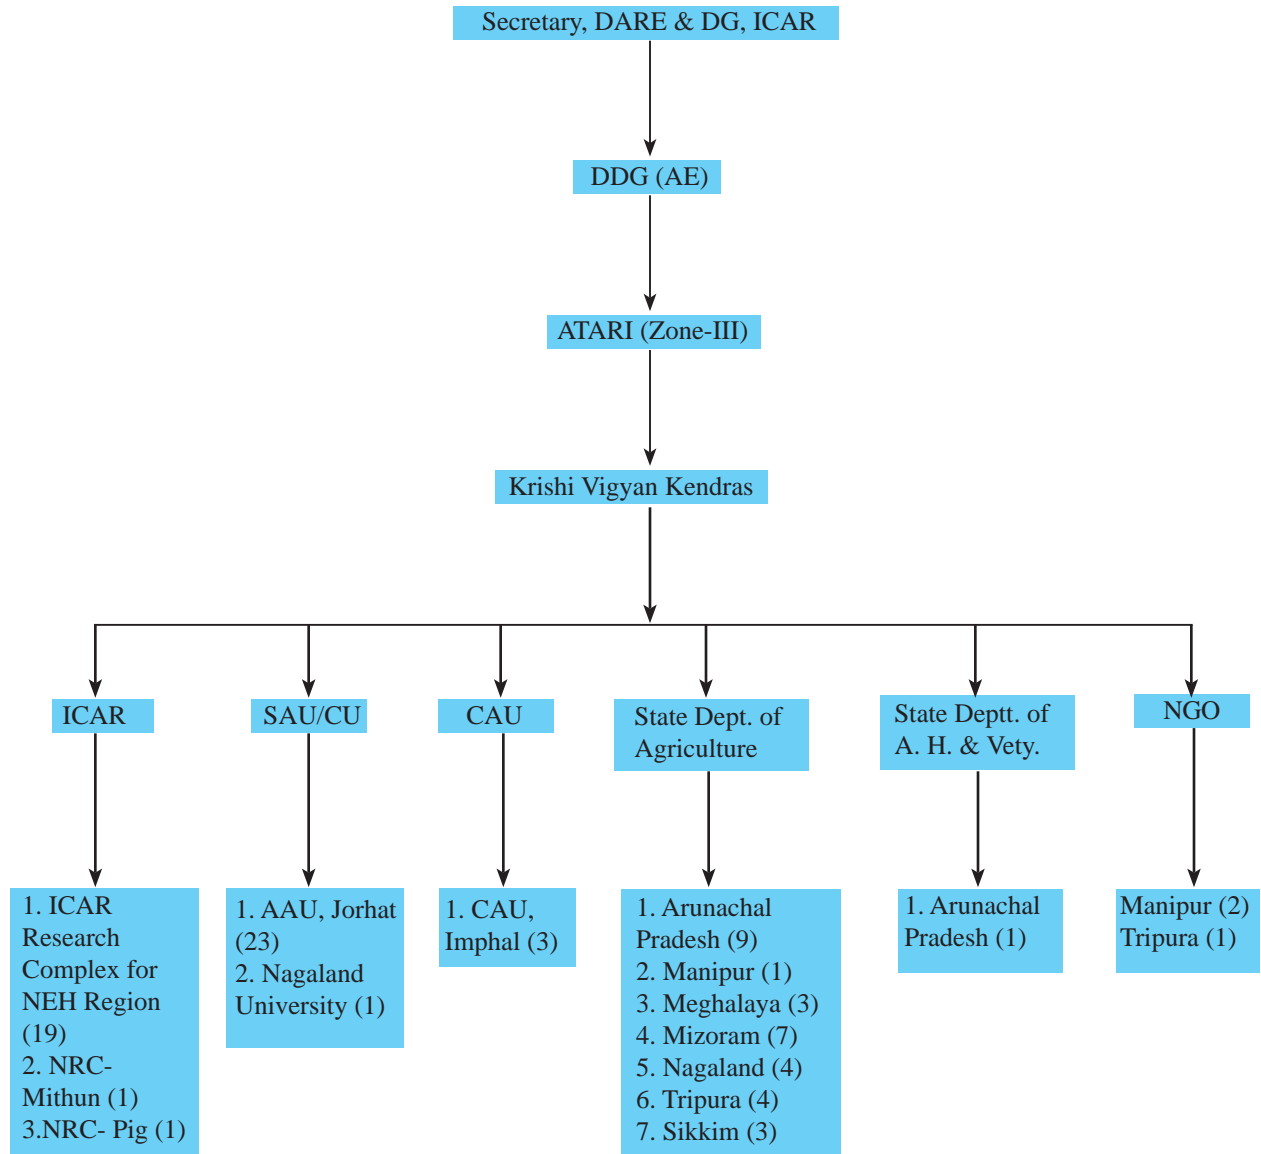 Secretary, DARE & DG, ICAR
DDG (AE)
ATARI (Zone-III)
Krishi Vigyan Kendras
ICAR
SAU/CU
CAU
State Dept. of
Agriculture
State Deptt. of
A. H. & Vety.
NGO
1. ICAR
Research
Complex for
NEH Region
(19)
2. NRC-
Mithun (1)
3.NRC- Pig (1)
1. AAU, Jorhat
(23)
2. Nagaland
University (1)
1. CAU,
Imphal (3)
1. Arunachal
Pradesh (9)
2. Manipur (1)
3. Meghalaya (3)
4. Mizoram (7)
5. Nagaland (4)
6. Tripura (4)
7. Sikkim (3)
1. Arunachal
Pradesh (1)
Manipur (2)
Tripura (1)